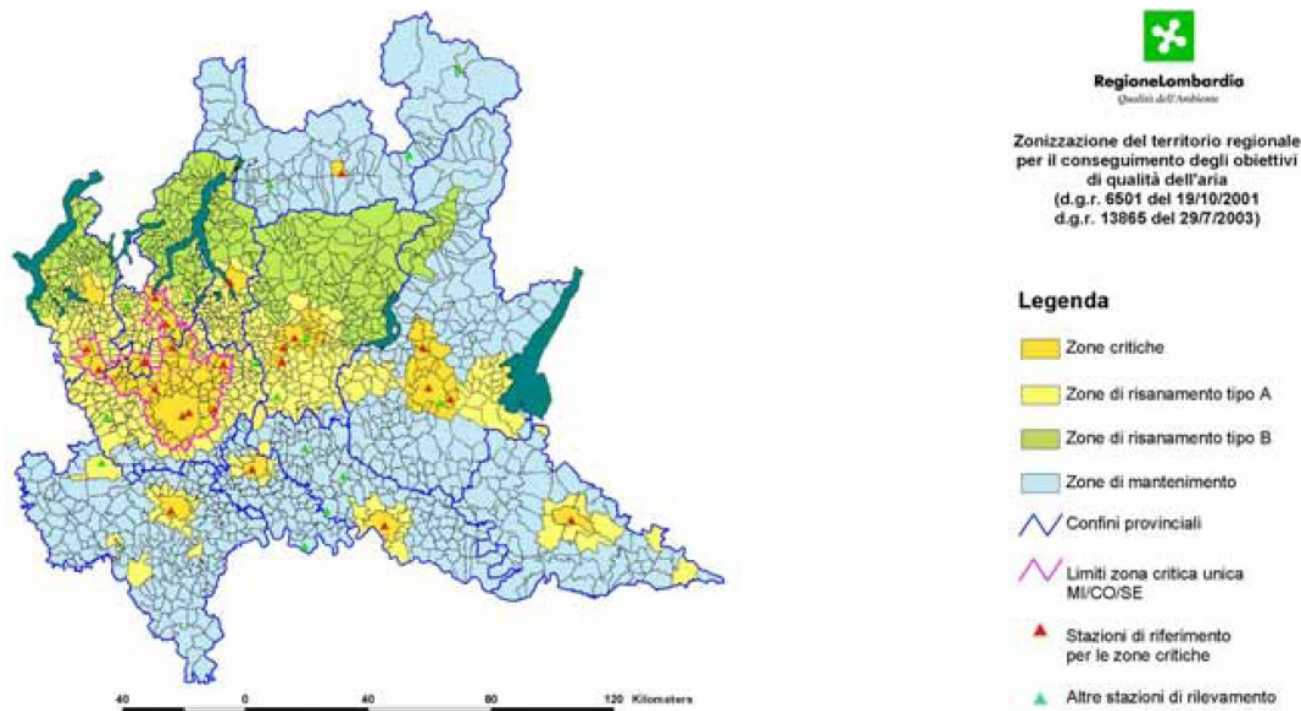 RegioneLombardia
Qualità dell'Ambiente
Zonizzazione del territorio regionale
per il conseguimento degli obiettivi
di qualità dell'aria
(d.g.r. 6501 del 19/10/2001
d.g.r. 13865 del 29/7/2003)
Legenda
Zone critiche
Zone di risanamento tipo A
Zone di risanamento tipo B
Zone di mantenimento
Confini provinciali
Limiti zona critica unica
MI/CO/SE
Stazioni di riferimento
per le zone critiche
Altre stazioni di rilevamento
40 0 40 80 120 Kilometers